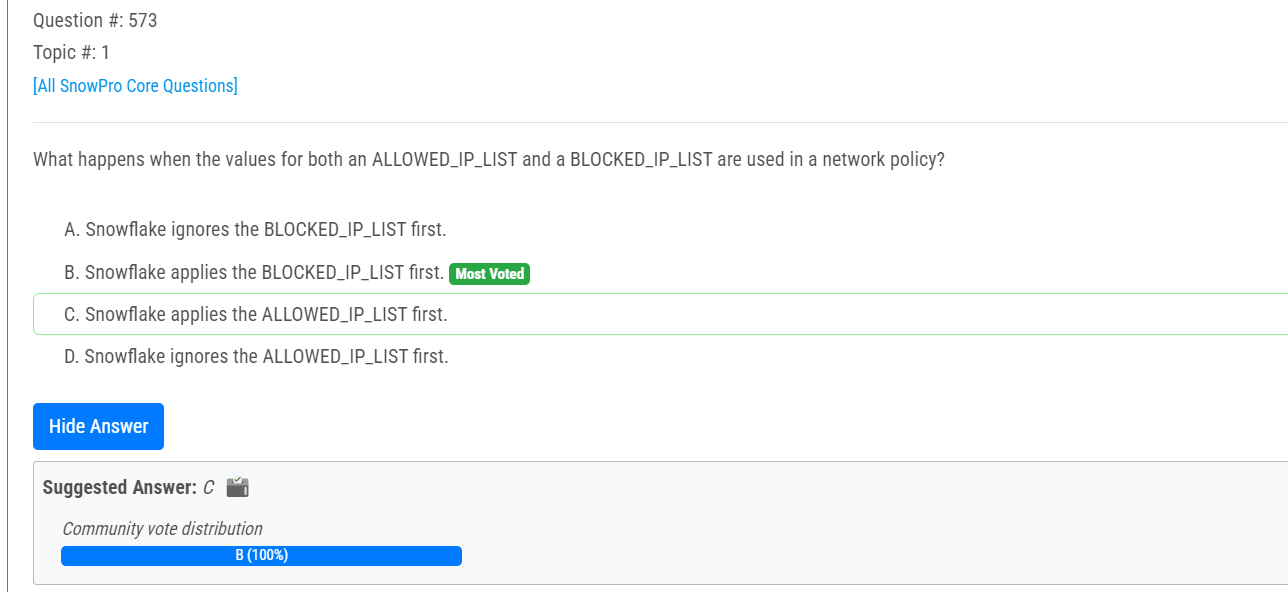 Question #: 573
Topic #: 1
[All SnowPro Core Questions]
What happens when the values for both an ALLOWED_IP_LIST and a BLOCKED_IP_LIST are used in a network policy?
A. Snowflake ignores the BLOCKED_IP_LIST first.
B. Snowflake applies the BLOCKED_IP_LIST first. Most Voted
C. Snowflake applies the ALLOWED_IP_LIST first.
D. Snowflake ignores the ALLOWED_IP_LIST first.
Hide Answer
Suggested Answer: C
Community vote distribution
B (100%)